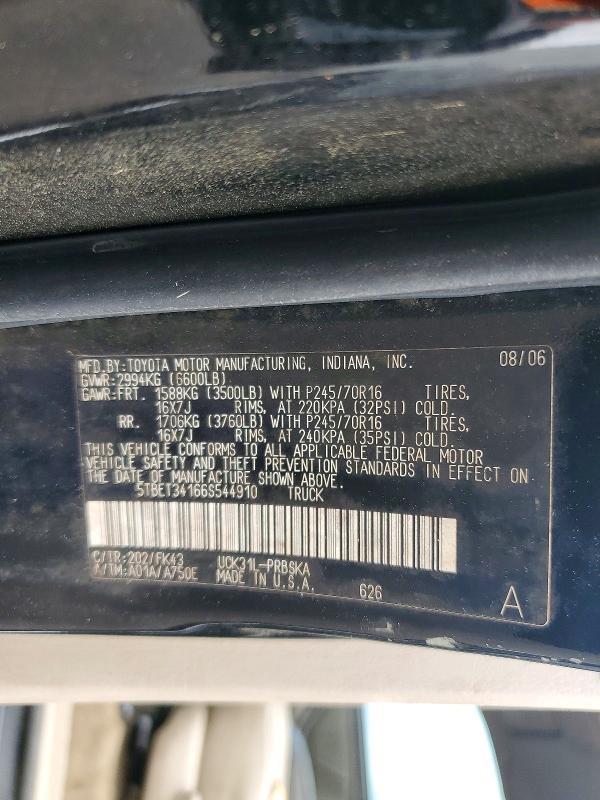 MFD.BY:TOYOTA MOTOR MANUFACTURING, INDIANA, INC. 08/06
GVWR:2994KG (6600LB)
GAWR:FRT. 1588KG (3500LB) WITH P245/70R16 TIRES,
16X7J RIMS, AT 220KPA (32PSI) COLD.
RR. 1706KG (3760LB) WITH P245/70R16 TIRES,
16X7J RIMS, AT 240KPA (35PSI) COLD.
THIS VEHICLE CONFORMS TO ALL APPLICABLE FEDERAL MOTOR
VEHICLE SAFETY AND THEFT PREVENTION STANDARDS IN EFFECT ON
THE DATE OF MANUFACTURE SHOWN ABOVE.
5TBET34166S544910 TRUCK
C/TR:202/FK43 UCK31L-PRBSKA
A/TM:A01A/A750E MADE IN U.S.A. 626 A